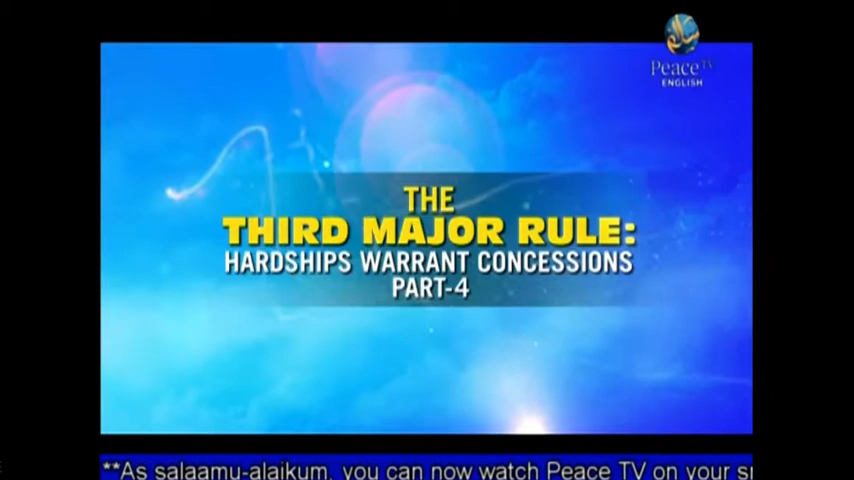 Peace TV
ENGLISH
THE
THIRD MAJOR RULE:
HARDSHIPS WARRANT CONCESSIONS
PART-4
**As salaamu-alaikum, you can now watch Peace TV on your